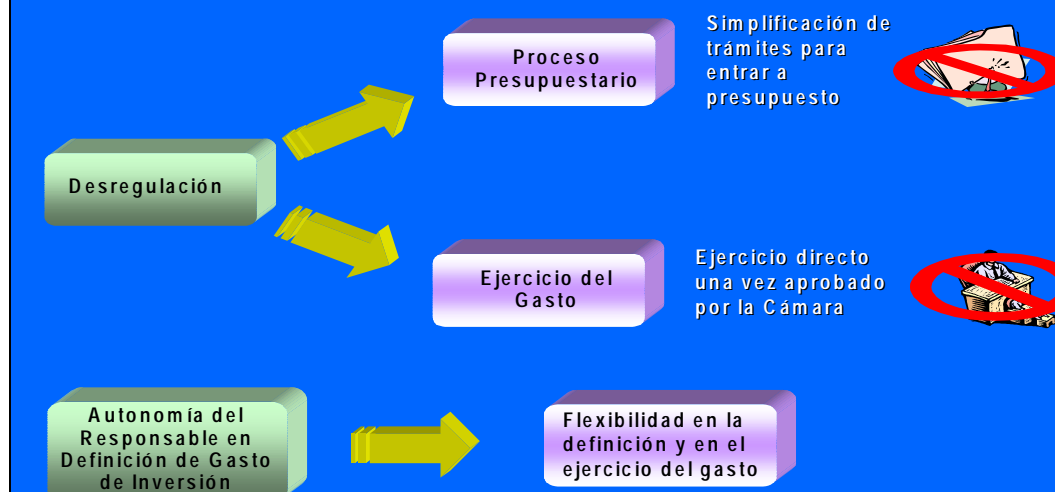 Proceso
Presupuestario
Simplificación de
trámites para
entrar a
presupuesto
Desregulación
Ejercicio del
Gasto
Ejercicio directo
una vez aprobado
por la Cámara
Autonomía del
Responsable en
Definición de Gasto
de Inversión
Flexibilidad en la
definición y en el
ejercicio del gasto